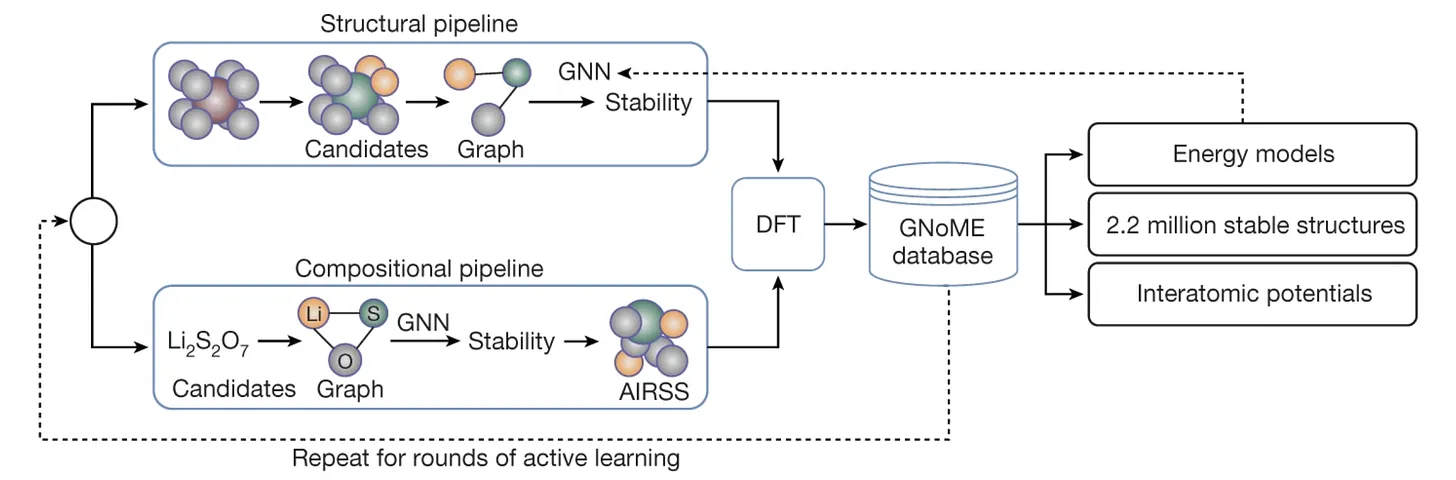 Structural pipeline
GNN
Stability
Candidates
Graph
Energy models
DFT
GNoME
database
2.2 million stable structures
Interatomic potentials
Compositional pipeline
Li
S
O
Li₂S₂O₇
GNN
Stability
Candidates
Graph
AIRSS
Repeat for rounds of active learning